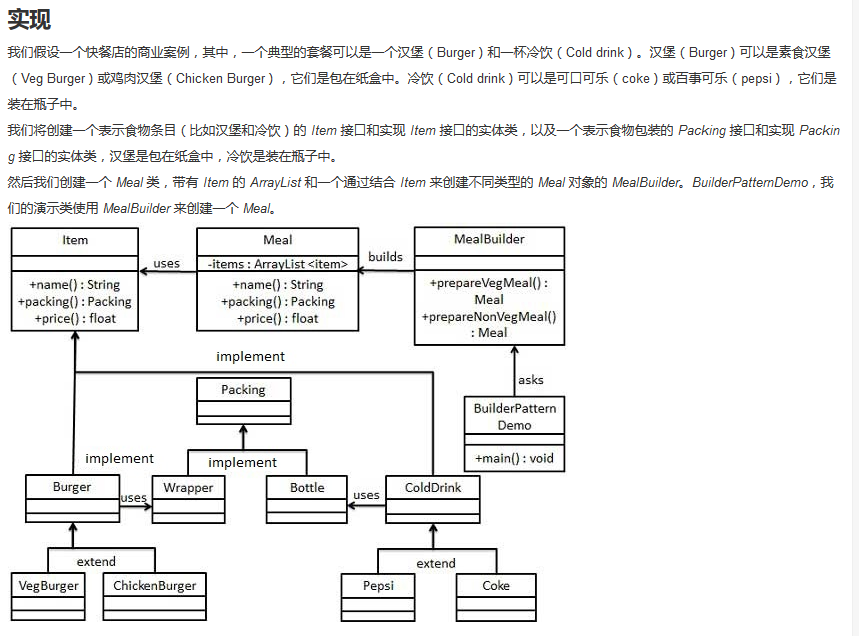 实现
我们假设一个快餐店的商业案例，其中，一个典型的套餐可以是一个汉堡（Burger）和一杯冷饮（Cold drink）。汉堡（Burger）可以是素食汉堡
（Veg Burger）或鸡肉汉堡（Chicken Burger），它们是包在纸盒中。冷饮（Cold drink）可以是可口可乐（coke）或百事可乐（pepsi），它们是
装在瓶子中。
我们将创建一个表示食物条目（比如汉堡和冷饮）的 Item 接口和实现 Item 接口的实体类，以及一个表示食物包装的 Packing 接口和实现 Packin
g 接口的实体类，汉堡是包在纸盒中，冷饮是装在瓶子中。
然后我们创建一个 Meal 类，带有 Item 的 ArrayList 和一个通过结合 Item 来创建不同类型的 Meal 对象的 MealBuilder。BuilderPatternDemo，我
们的演示类使用 MealBuilder 来创建一个 Meal。
Item
+name() : String
+packing() : Packing
+price() : float
uses
Meal
-items : ArrayList <item>
+name() : String
+packing() : Packing
+price() : float
builds
MealBuilder
+prepareVegMeal() :
Meal
+prepareNonVegMeal()
: Meal
implement
asks
Packing
BuilderPattern
Demo
+main() : void
implement
implement
Burger
uses
Wrapper
Bottle
uses
ColdDrink
extend
extend
VegBurger
ChickenBurger
Pepsi
Coke